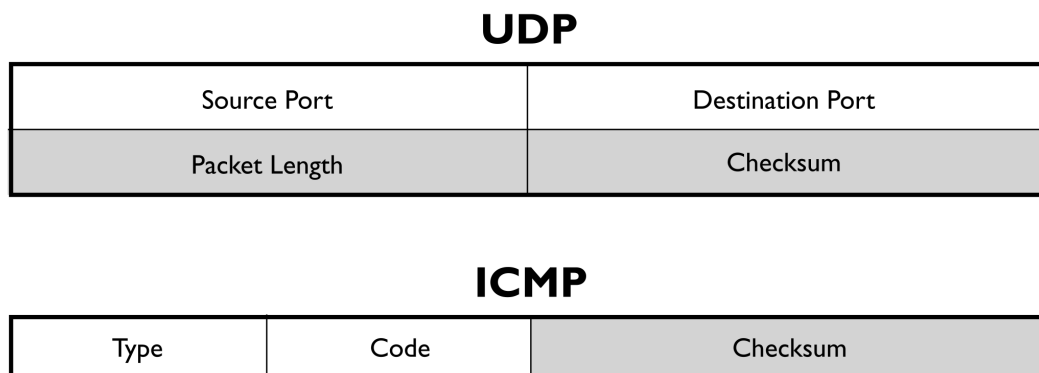 UDP
Source Port Destination Port
Packet Length Checksum
ICMP
Type Code Checksum